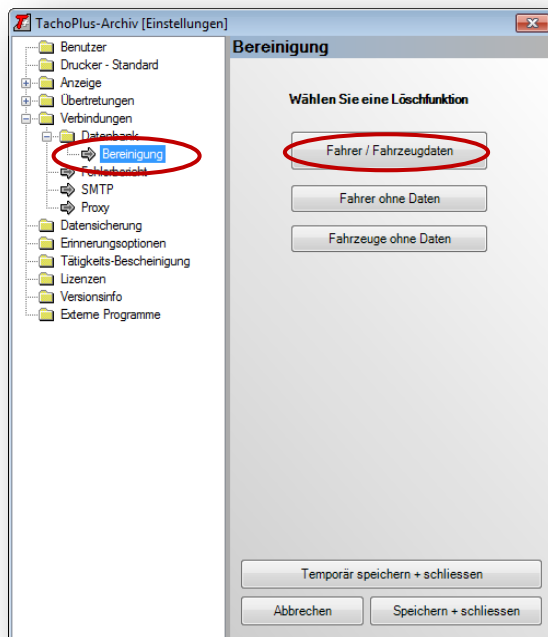 TachoPlus-Archiv [Einstellungen]
Benutzer
Drucker - Standard
Anzeige
Übertretungen
Verbindungen
Datenbank
Bereinigung
Fehlerbericht
SMTP
Proxy
Datensicherung
Erinnerungsoptionen
Tätigkeits-Bescheinigung
Lizenzen
Versionsinfo
Externe Programme
Bereinigung
Wählen Sie eine Löschfunktion
Fahrer / Fahrzeugdaten
Fahrer ohne Daten
Fahrzeuge ohne Daten
Temporär speichern + schliessen
Abbrechen
Speichern + schliessen